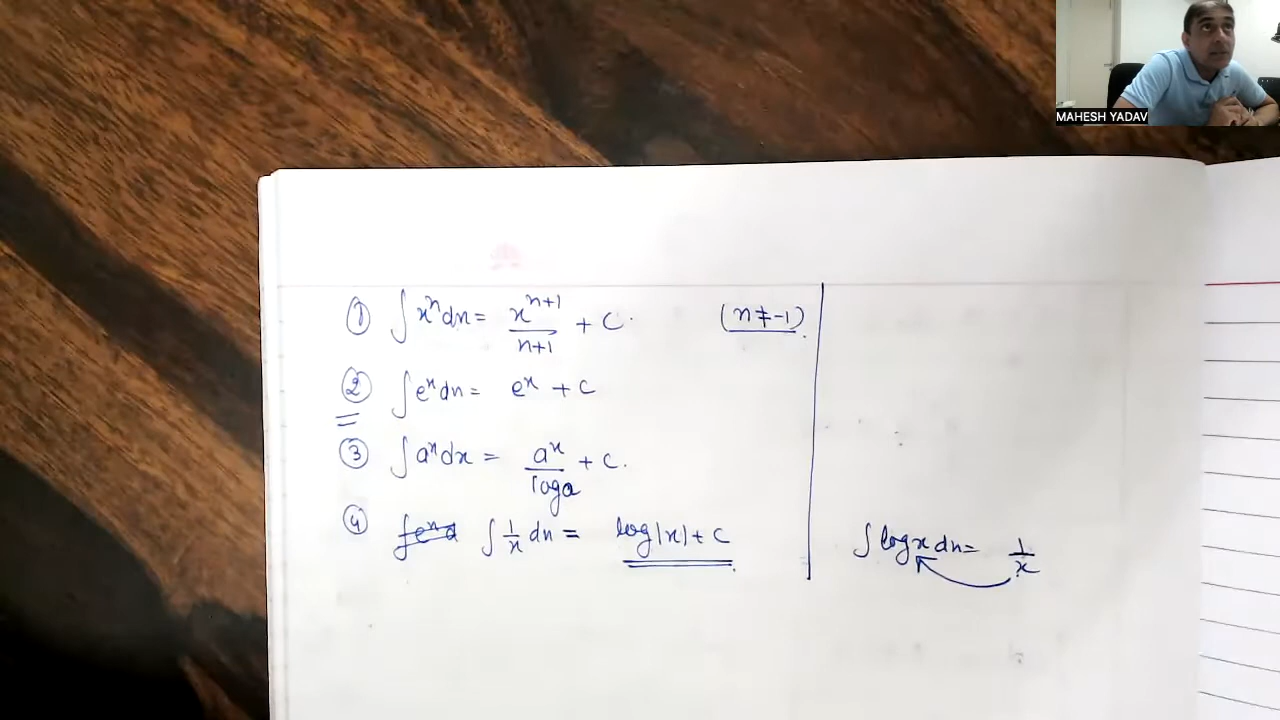 MAHESH YADAV
① ∫xⁿdx = xⁿ⁺¹/n+1 + C. (n≠-1).
② ∫eˣdx = eˣ + C
③ ∫aˣdx = aˣ/loga + C.
④ ∫1/x dx = log|x| + C
∫logx dx = 1/x